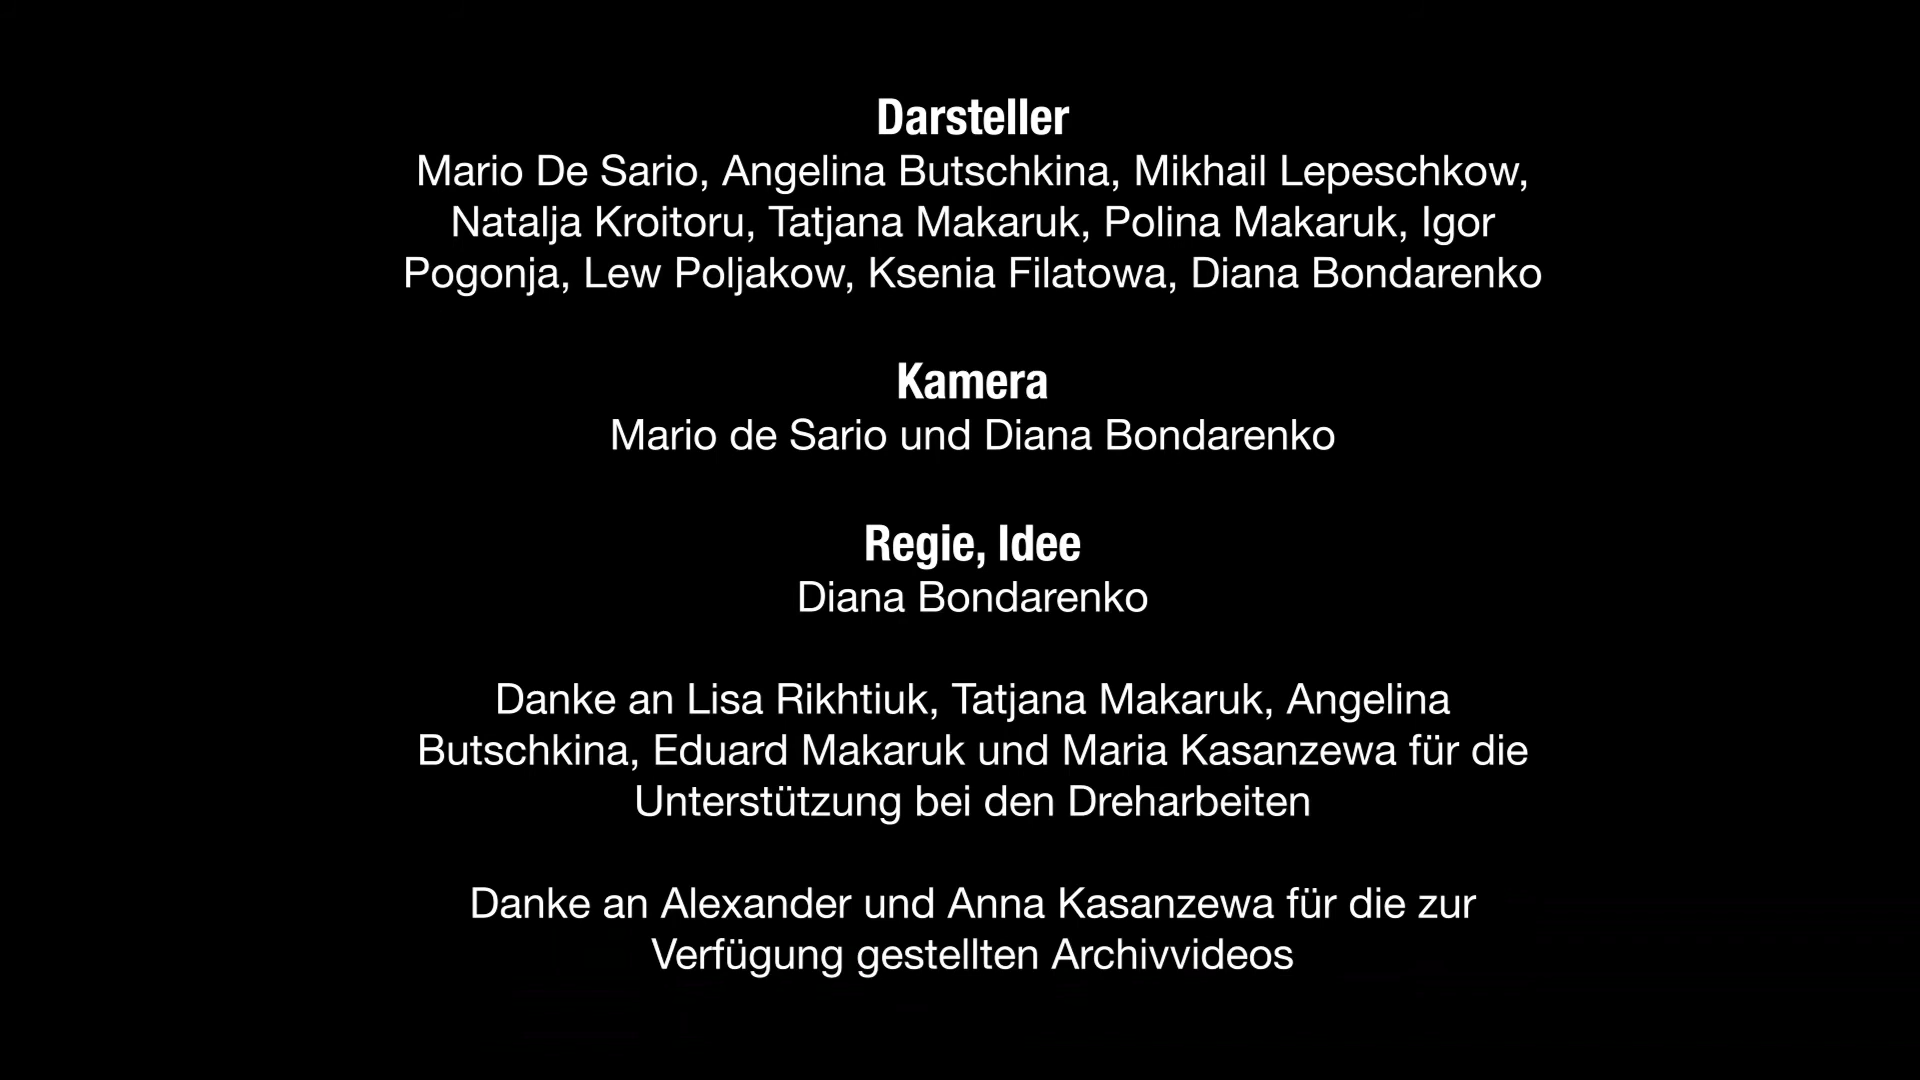 Darsteller
Mario De Sario, Angelina Butschkina, Mikhail Lepeschkow,
Natalja Kroitoru, Tatjana Makaruk, Polina Makaruk, Igor
Pogonja, Lew Poljakow, Ksenia Filatowa, Diana Bondarenko
Kamera
Mario de Sario und Diana Bondarenko
Regie, Idee
Diana Bondarenko
Danke an Lisa Rikhtiuk, Tatjana Makaruk, Angelina
Butschkina, Eduard Makaruk und Maria Kasanzewa für die
Unterstützung bei den Dreharbeiten
Danke an Alexander und Anna Kasanzewa für die zur
Verfügung gestellten Archivvideos